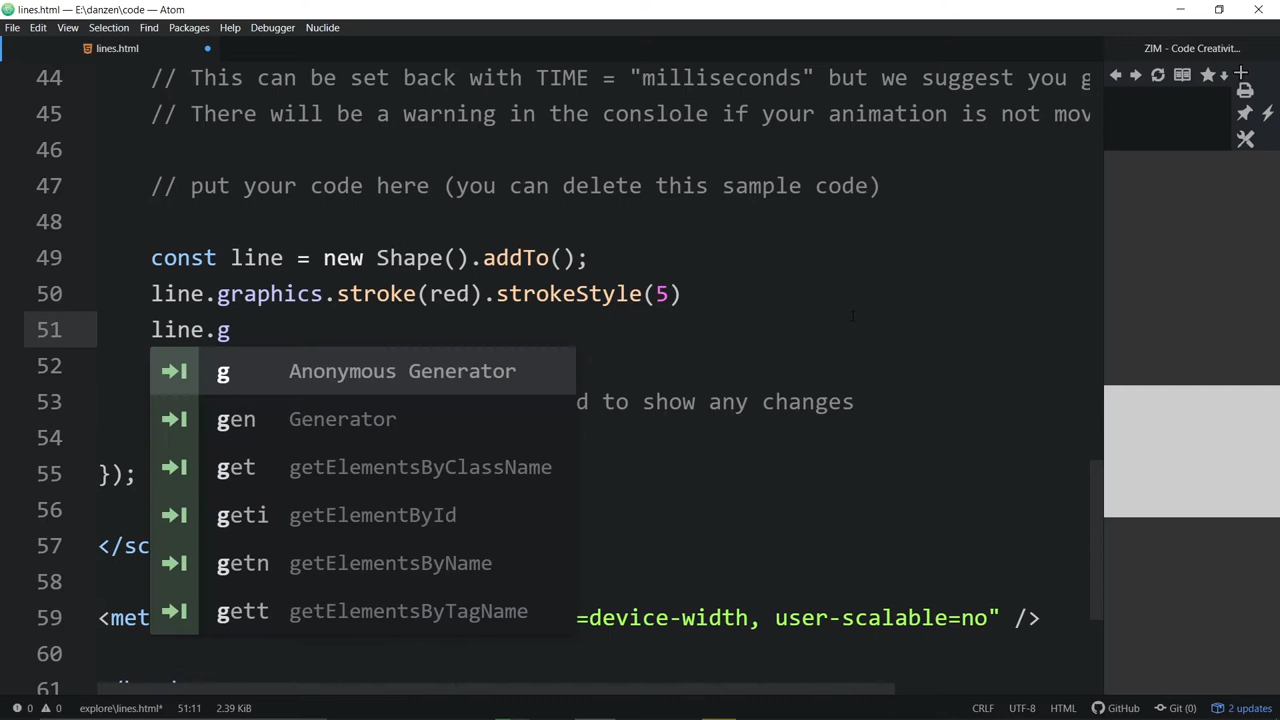 lines.html — E:\danzen\code — Atom
File Edit View Selection Find Packages Help Debugger Nuclide
lines.html
ZIM - Code Creativit...
44 // This can be set back with TIME = "milliseconds" but we suggest you g
45 // There will be a warning in the conslole if your animation is not mov
46
47 // put your code here (you can delete this sample code)
48
49 const line = new Shape().addTo();
50 line.graphics.stroke(red).strokeStyle(5)
51 line.g
g Anonymous Generator
gen Generator
get getElementsByClassName
geti getElementById
getn getElementsByName
gett getElementsByTagName
52
53 d to show any changes
54
55 });
56
57 </sc
58
59 <met =device-width, user-scalable=no" />
60
61
0 0 explore\lines.html* 51:11 2.39 KiB CRLF UTF-8 HTML GitHub Git (0) 2 updates